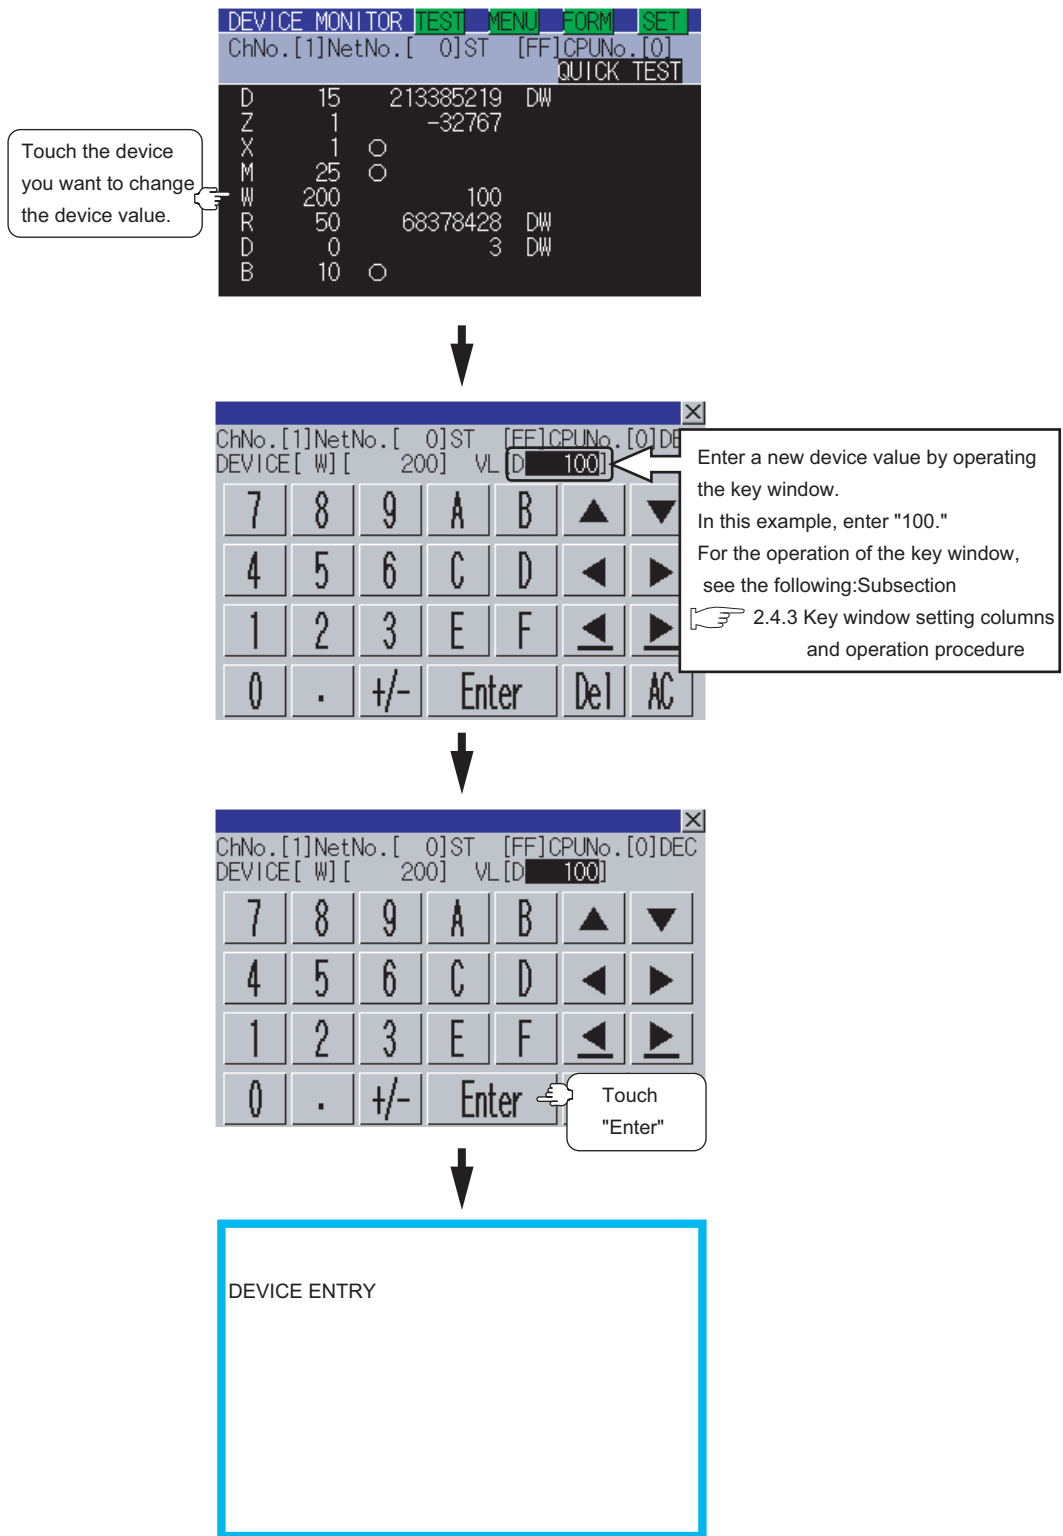 DEVICE MONITOR TEST MENU FORM SET
ChNo.[1]NetNo.[ 0]ST [FF]CPUNo.[0]
QUICK TEST
D 15 213385219 DW
Z 1 -32767
X 1 ○
M 25 ○
W 200 100
R 50 68378428 DW
D 0 3 DW
B 10 ○
Touch the device
you want to change
the device value.
ChNo.[1]NetNo.[ 0]ST [FF]CPUNo.[0]DE
DEVICE[ W][ 200] VL[D 100]
7 8 9 A B ▲ ▼
4 5 6 C D ◀ ▶
1 2 3 E F ◀ ▶
0 . +/- Enter Del AC
Enter a new device value by operating
the key window.
In this example, enter "100."
For the operation of the key window,
see the following:Subsection
2.4.3 Key window setting columns
and operation procedure
ChNo.[1]NetNo.[ 0]ST [FF]CPUNo.[0]DEC
DEVICE[ W][ 200] VL[D 100]
7 8 9 A B ▲ ▼
4 5 6 C D ◀ ▶
1 2 3 E F ◀ ▶
0 . +/- Enter
Touch
"Enter"
DEVICE ENTRY